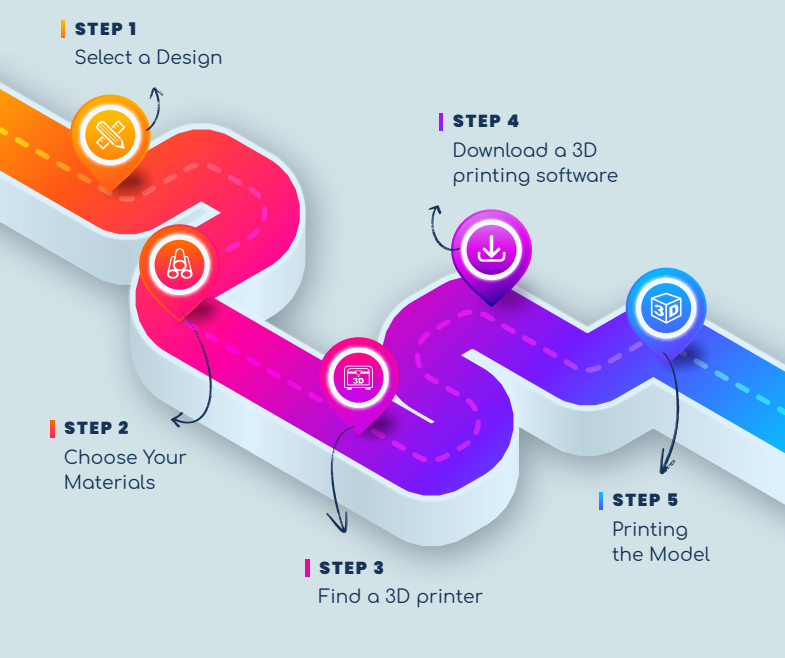 STEP 1
Select a Design
STEP 4
Download a 3D
printing software
3D
3D
STEP 2
Choose Your
Materials
STEP 5
Printing
the Model
STEP 3
Find a 3D printer